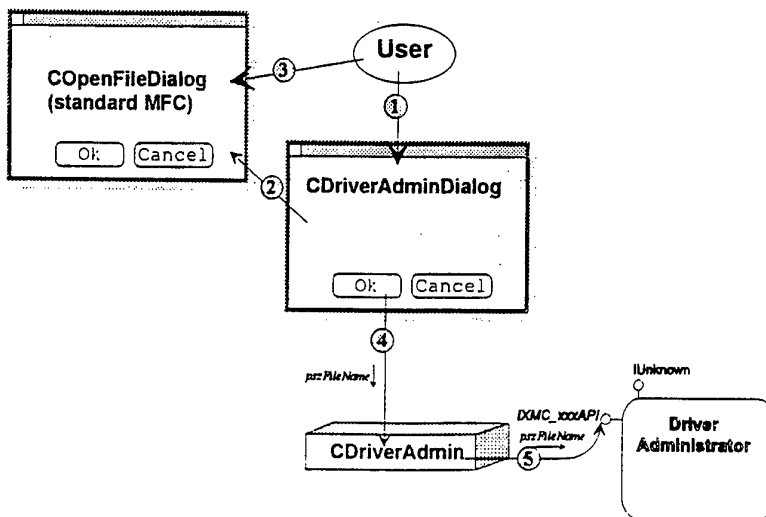 User
3
COpenFileDialog
(standard MFC)
1
Ok Cancel
2
CDriverAdminDialog
Ok Cancel
4
pszFileName
IUnknown
IXMC_xxxAPI
pszFileName
Driver
Administrator
CDriverAdmin
5